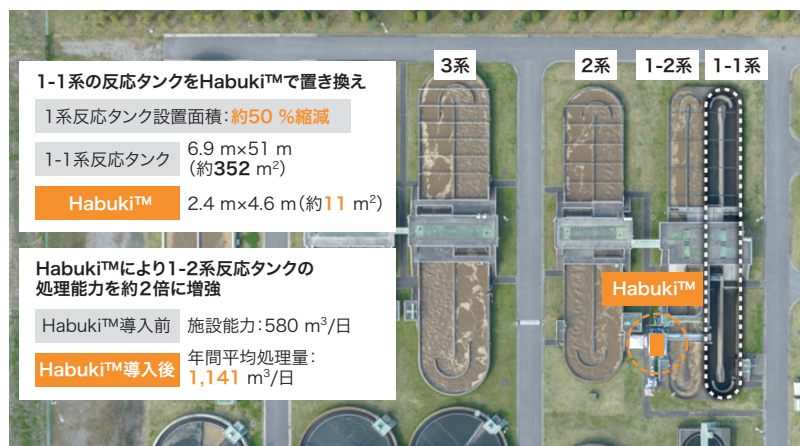 3系
2系
1-2系
1-1系
1-1系の反応タンクをHabuki™で置き換え
1系反応タンク設置面積：約50 %縮減
1-1系反応タンク
6.9 m×51 m
（約352 m²）
Habuki™
2.4 m×4.6 m（約11 m²）
Habuki™により1-2系反応タンクの
処理能力を約2倍に増強
Habuki™導入前
施設能力：580 m³/日
Habuki™導入後
年間平均処理量：
1,141 m³/日
Habuki™